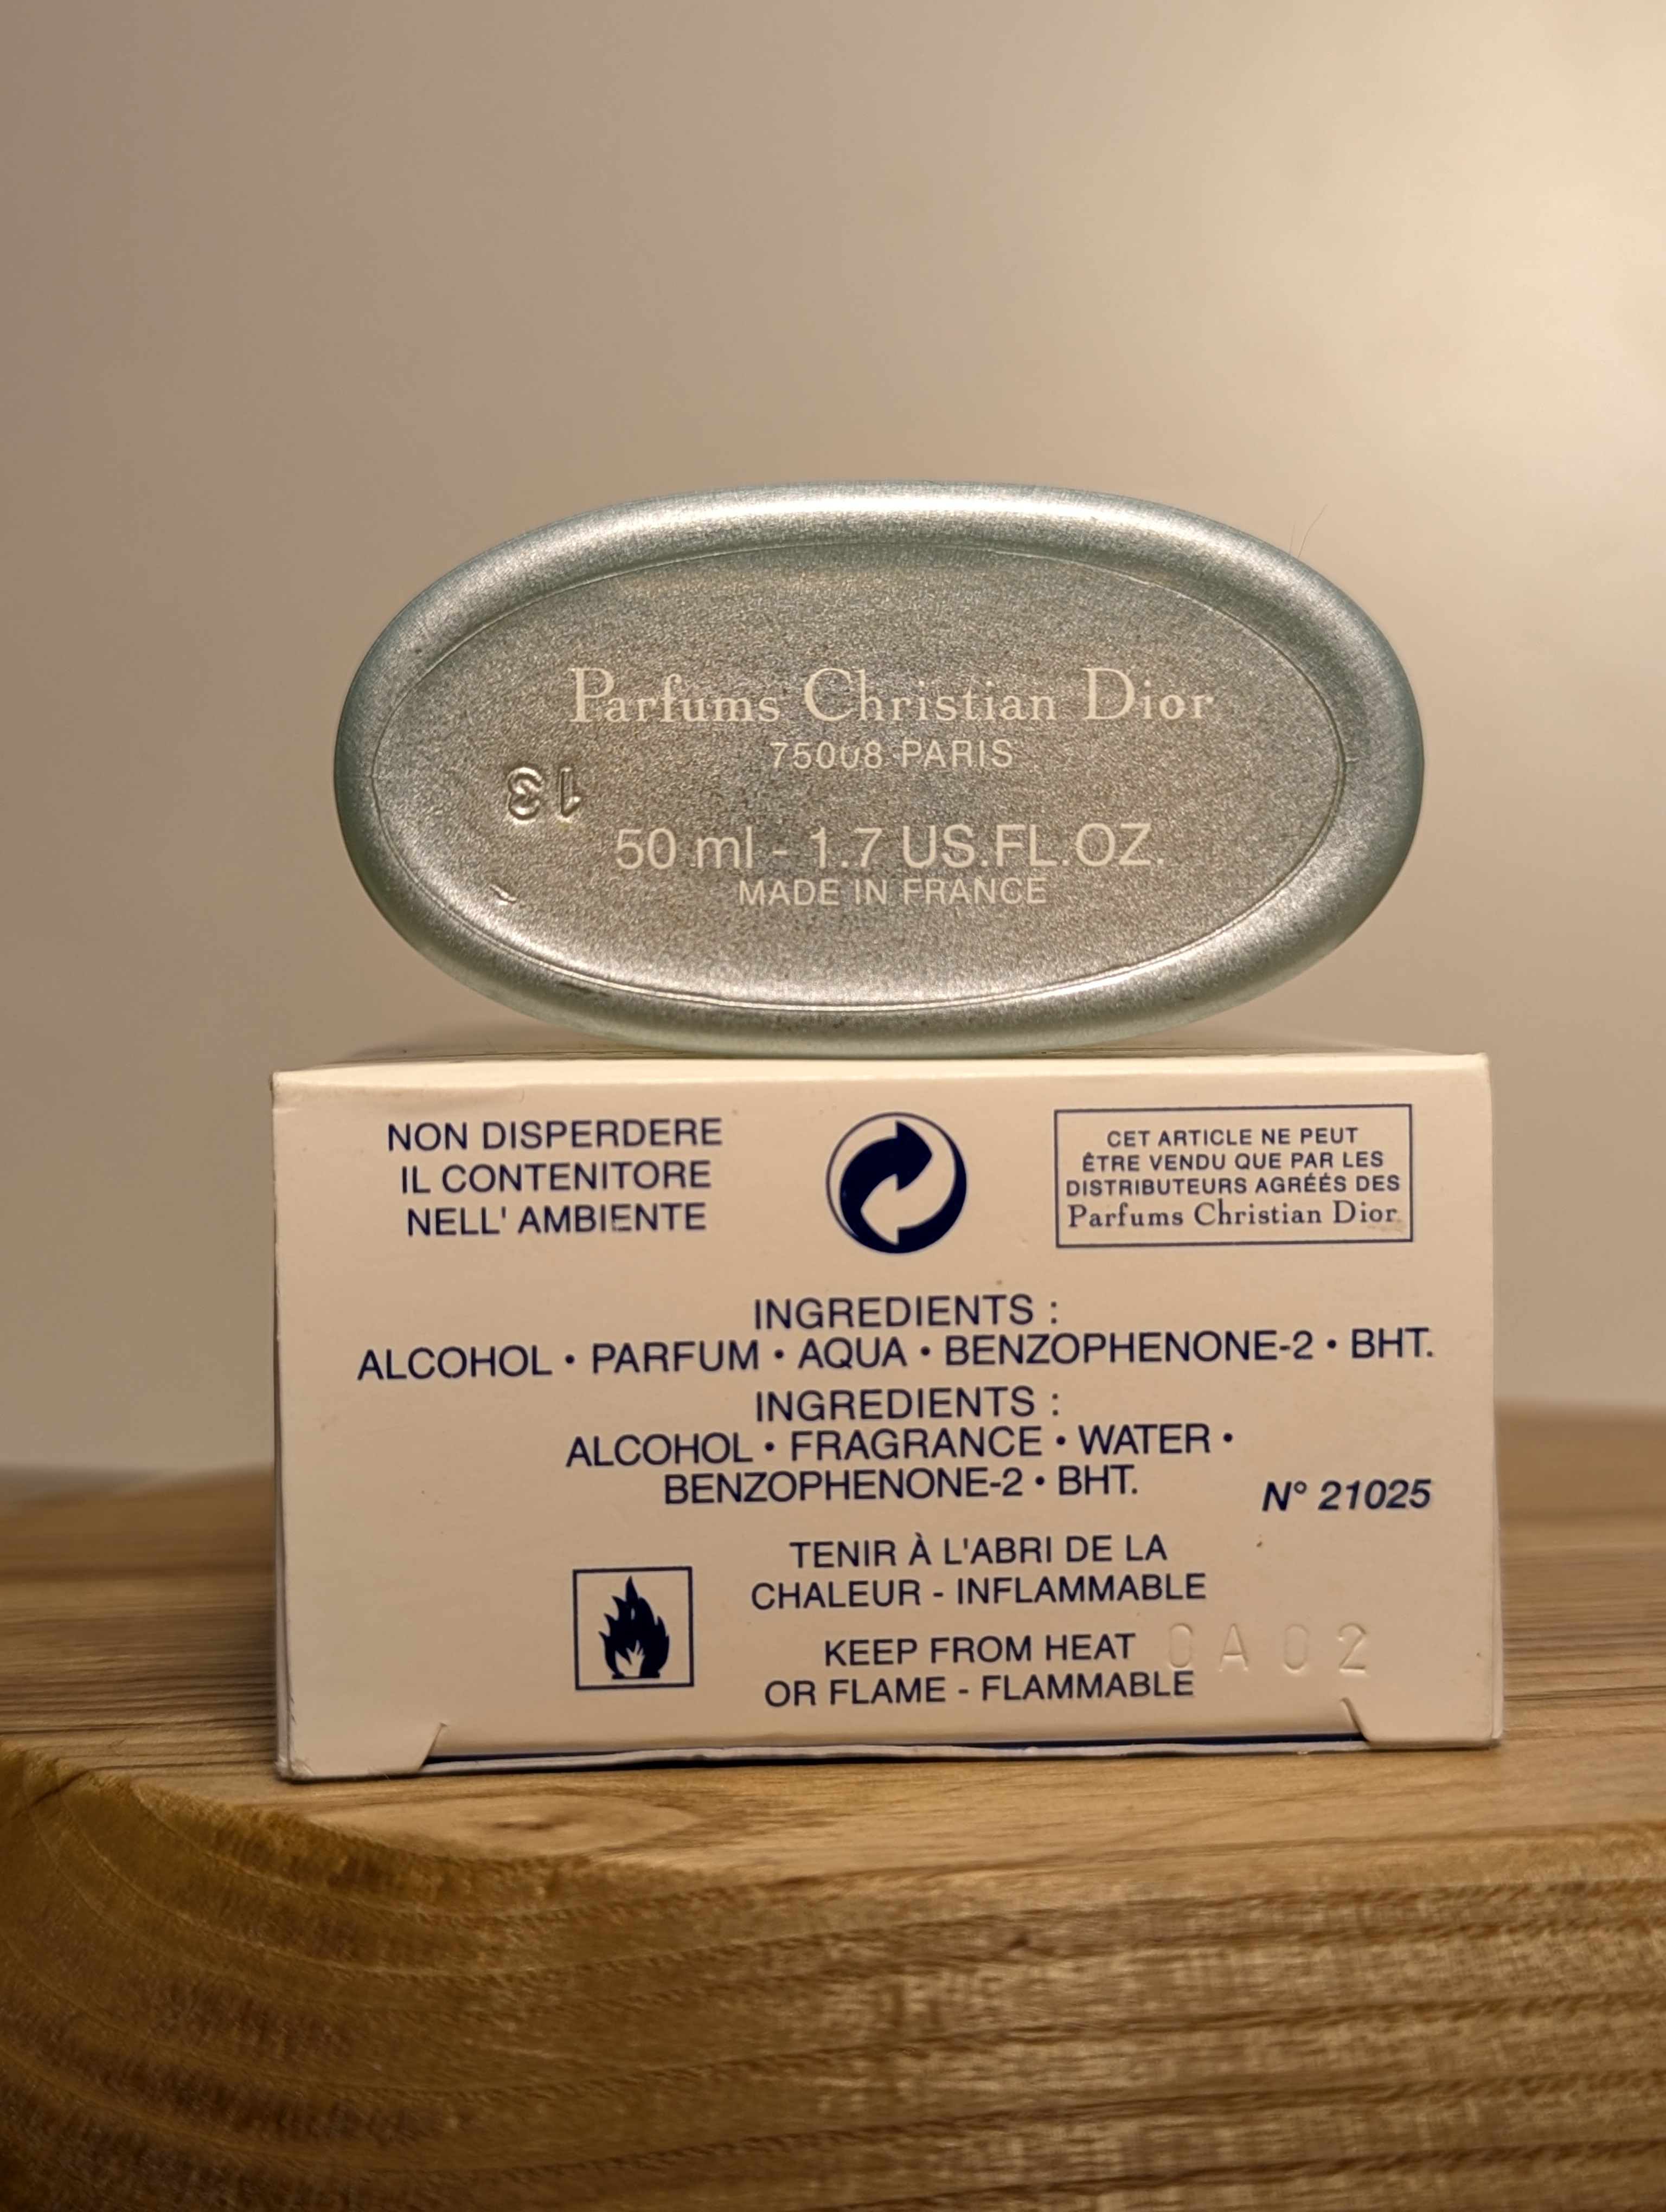 Parfums Christian Dior
75008 PARIS
13
50 ml - 1.7 US.FL.OZ.
MADE IN FRANCE
NON DISPERDERE
IL CONTENITORE
NELL' AMBIENTE
CET ARTICLE NE PEUT
ÊTRE VENDU QUE PAR LES
DISTRIBUTEURS AGRÉÉS DES
Parfums Christian Dior
INGREDIENTS :
ALCOHOL • PARFUM • AQUA • BENZOPHENONE-2 • BHT.
INGREDIENTS :
ALCOHOL • FRAGRANCE • WATER •
BENZOPHENONE-2 • BHT.
N° 21025
TENIR À L'ABRI DE LA
CHALEUR - INFLAMMABLE
KEEP FROM HEAT
OR FLAME - FLAMMABLE
0A02